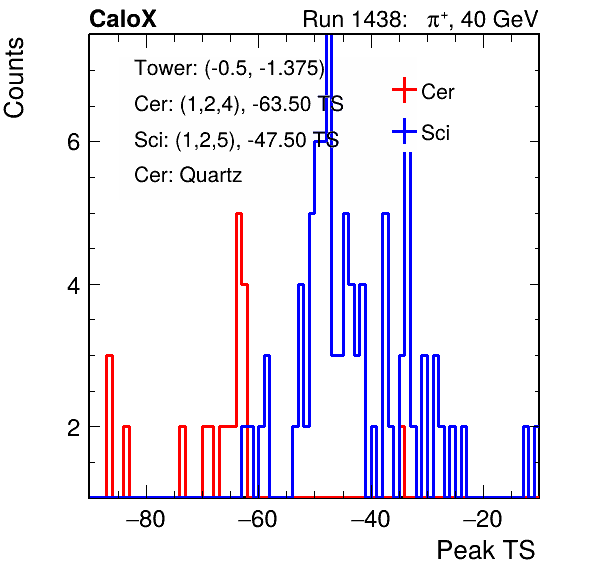 CaloX Run 1438: π⁺, 40 GeV
Counts
Tower: (-0.5, -1.375)
Cer: (1,2,4), -63.50 TS
Sci: (1,2,5), -47.50 TS
Cer: Quartz
Cer
Sci
6
4
2
−80 −60 −40 −20
Peak TS